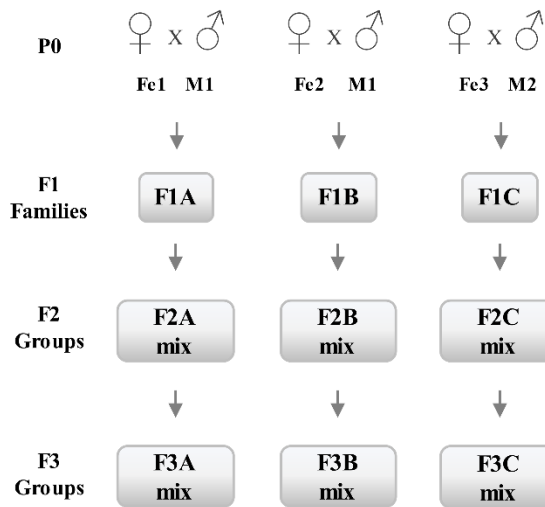 P0
X X X
Fe1 M1 Fe2 M1 Fe3 M2
F1
Families
F1A F1B F1C
F2
Groups
F2A
mix
F2B
mix
F2C
mix
F3
Groups
F3A
mix
F3B
mix
F3C
mix